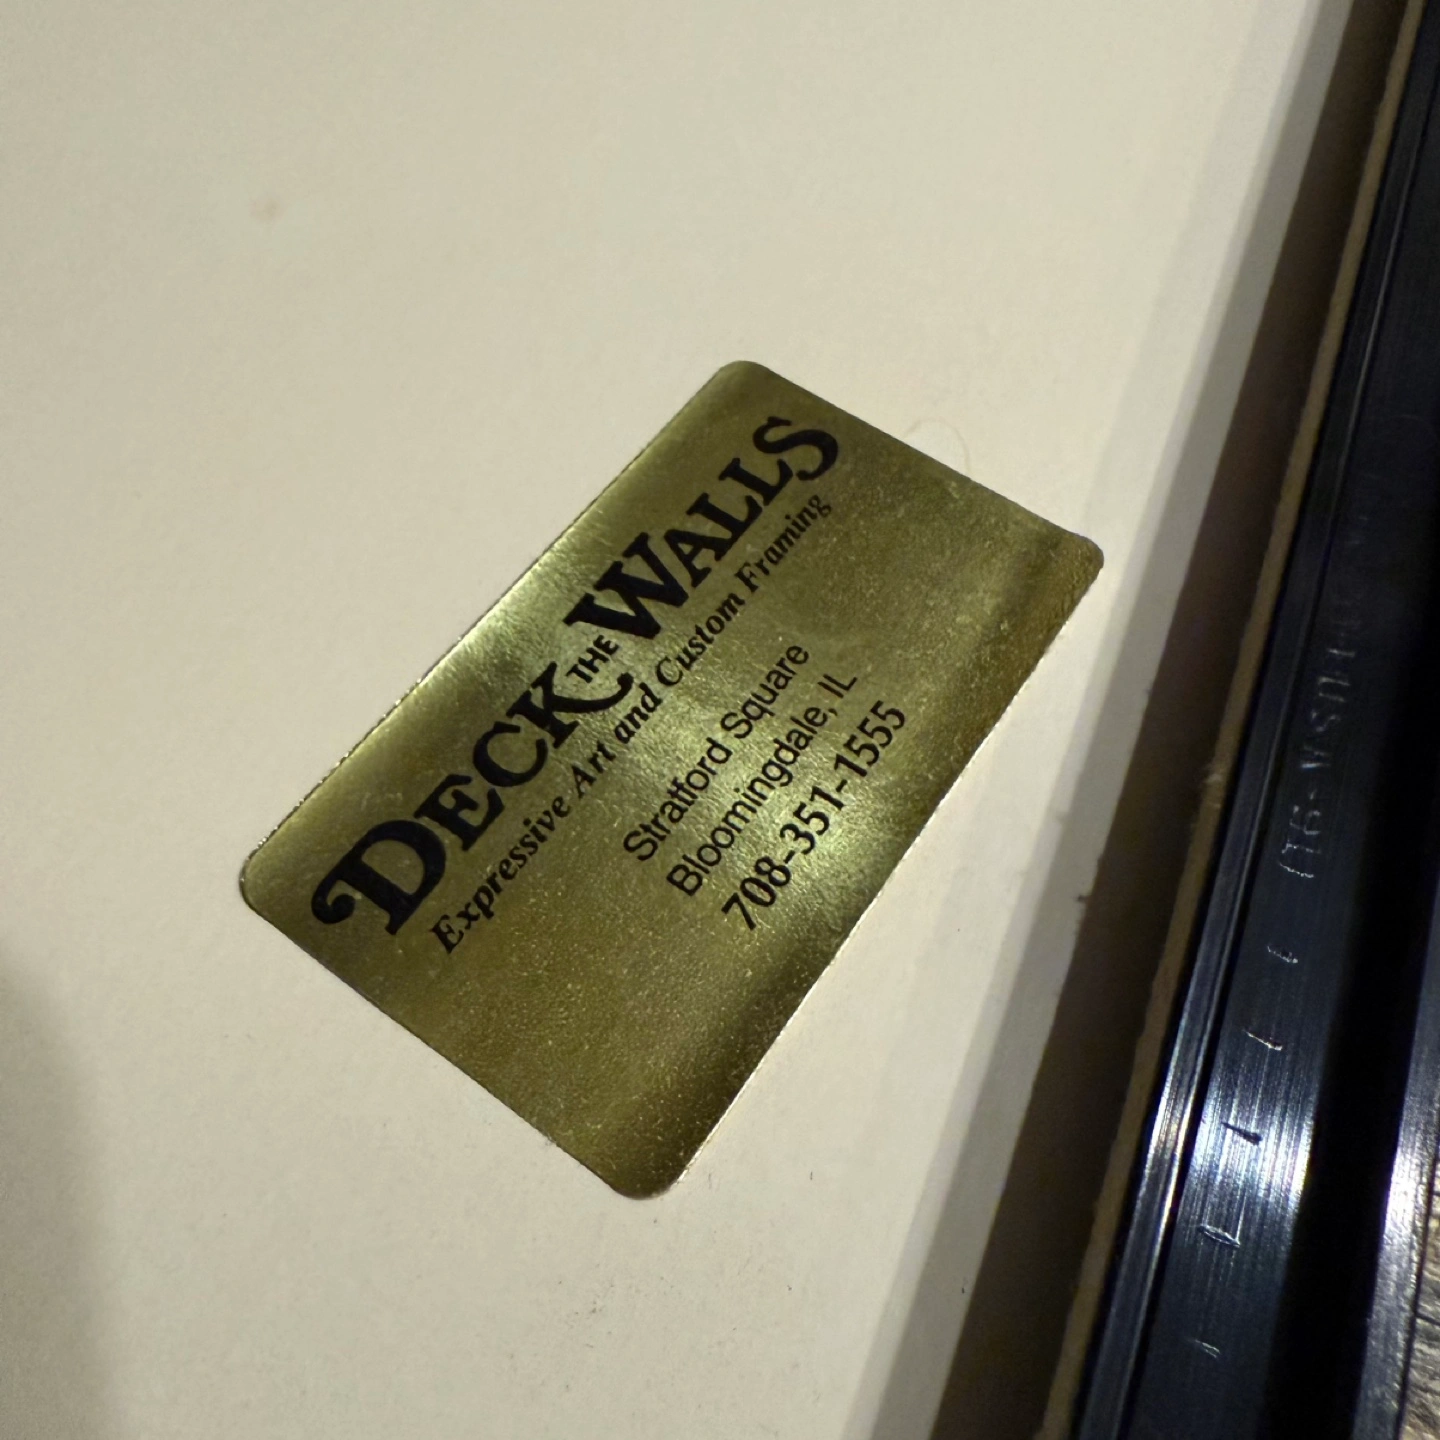 DECK THE WALLS
Expressive Art and Custom Framing
Stratford Square
Bloomingdale, IL
708-351-1555